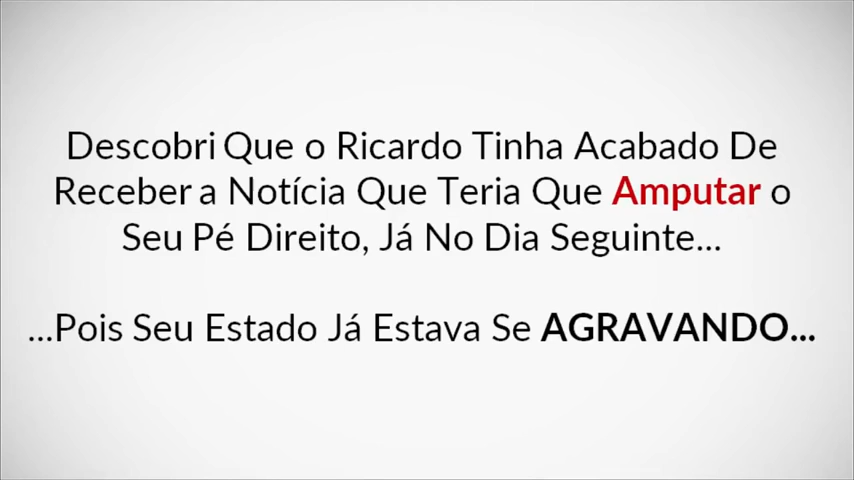 Descobri Que o Ricardo Tinha Acabado De
Receber a Notícia Que Teria Que Amputar o
Seu Pé Direito, Já No Dia Seguinte...
...Pois Seu Estado Já Estava Se AGRAVANDO...